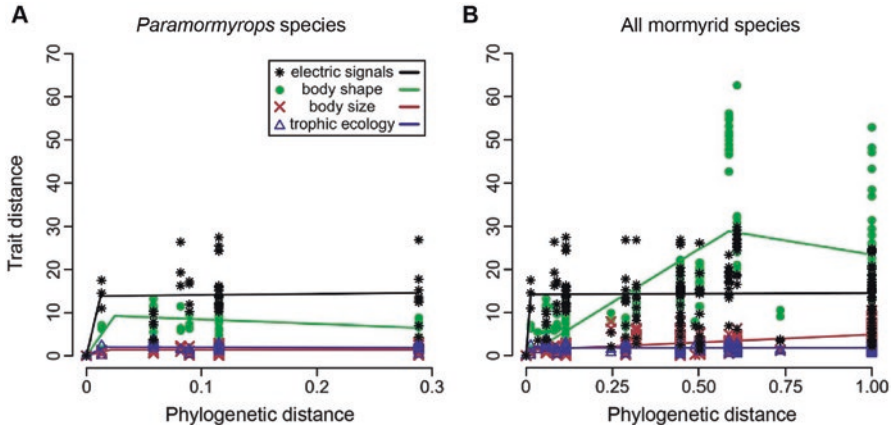 A
Paramormyrops species
70
60
50
40
30
20
10
0
Trait distance
electric signals
body shape
body size
trophic ecology
0
0.1
0.2
0.3
Phylogenetic distance
B
All mormyrid species
70
60
50
40
30
20
10
0
0
0.25
0.50
0.75
1.00
Phylogenetic distance